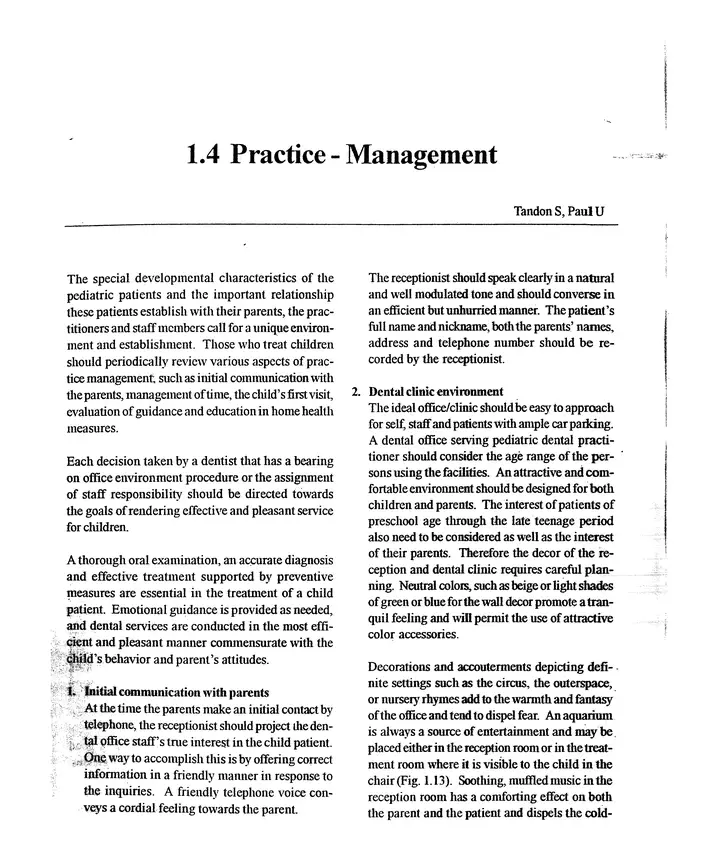 1.4 Practice - Management
Tandon S, Paul U
The special developmental characteristics of the
pediatric patients and the important relationship
these patients establish with their parents, the prac-
titioners and staff members call for a unique environ-
ment and establishment. Those who treat children
should periodically review various aspects of prac-
tice management, such as initial communication with
the parents, management of time, the child's first visit,
evaluation of guidance and education in home health
measures.
Each decision taken by a dentist that has a bearing
on office environment procedure or the assignment
of staff responsibility should be directed towards
the goals of rendering effective and pleasant service
for children.
A thorough oral examination, an accurate diagnosis
and effective treatment supported by preventive
measures are essential in the treatment of a child
patient. Emotional guidance is provided as needed,
and dental services are conducted in the most effi-
cient and pleasant manner commensurate with the
child's behavior and parent's attitudes.
1. Initial communication with parents
At the time the parents make an initial contact by
telephone, the receptionist should project the den-
tal office staff's true interest in the child patient.
One way to accomplish this is by offering correct
information in a friendly manner in response to
the inquiries. A friendly telephone voice con-
veys a cordial feeling towards the parent.
The receptionist should speak clearly in a natural
and well modulated tone and should converse in
an efficient but unhurried manner. The patient's
full name and nickname, both the parents' names,
address and telephone number should be re-
corded by the receptionist.
2. Dental clinic environment
The ideal office/clinic should be easy to approach
for self, staff and patients with ample car parking.
A dental office serving pediatric dental practi-
tioner should consider the age range of the per-
sons using the facilities. An attractive and com-
fortable environment should be designed for both
children and parents. The interest of patients of
preschool age through the late teenage period
also need to be considered as well as the interest
of their parents. Therefore the decor of the re-
ception and dental clinic requires careful plan-
ning. Neutral colors, such as beige or light shades
of green or blue for the wall decor promote a tran-
quil feeling and will permit the use of attractive
color accessories.
Decorations and accouterments depicting defi-
nite settings such as the circus, the outerspace,
or nursery rhymes add to the warmth and fantasy
of the office and tend to dispel fear. An aquarium
is always a source of entertainment and may be
placed either in the reception room or in the treat-
ment room where it is visible to the child in the
chair (Fig. 1.13). Soothing, muffled music in the
reception room has a comforting effect on both
the parent and the patient and dispels the cold-